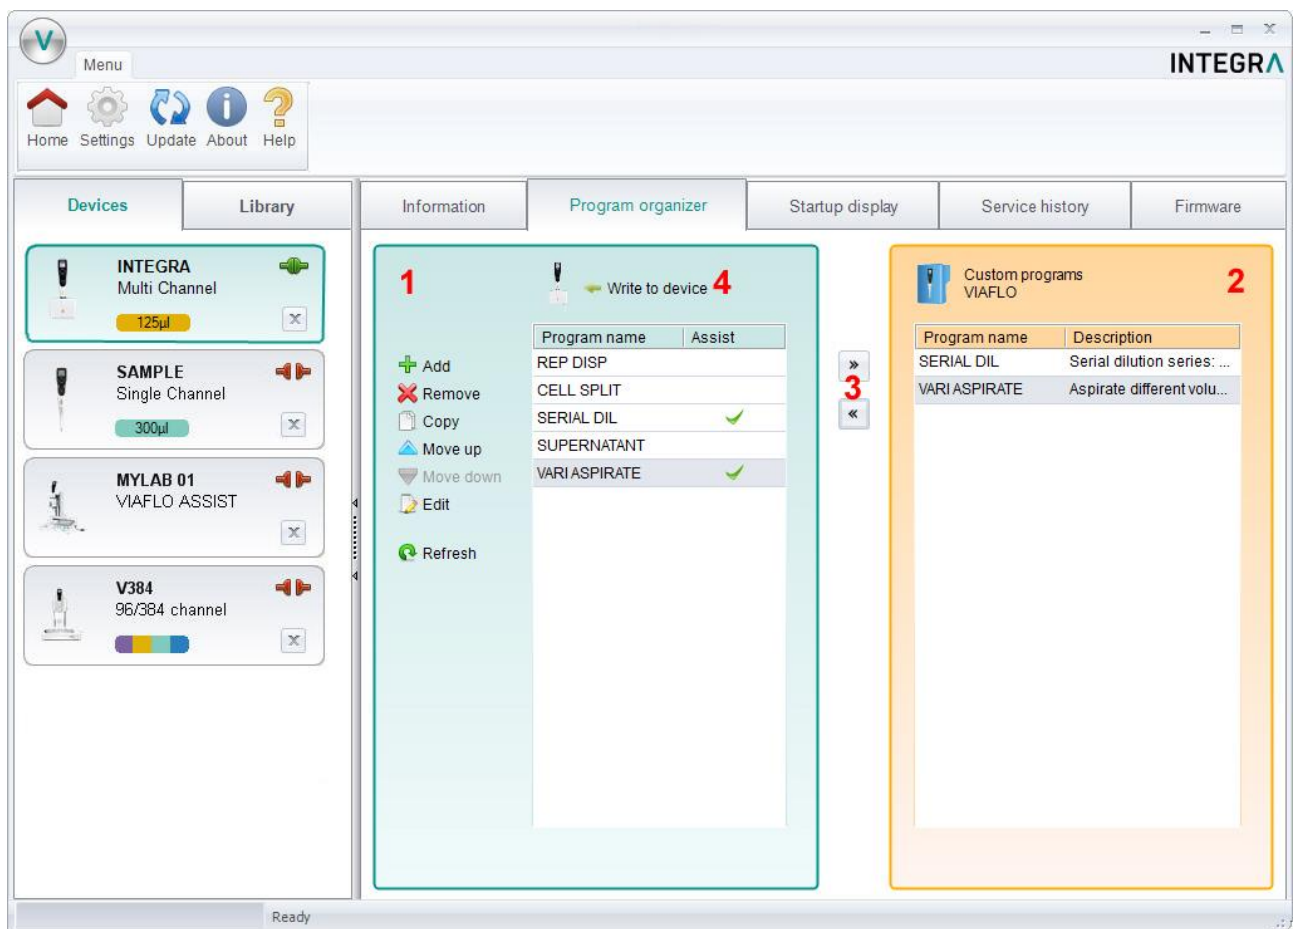 V
Menu
INTEGRA
Home Settings Update About Help
Devices Library
Information Program organizer Startup display Service history Firmware
INTEGRA
Multi Channel
125µl
x
SAMPLE
Single Channel
300µl
x
MYLAB 01
VIAFLO ASSIST
x
V384
96/384 channel
x
1
Write to device 4
Add
Remove
Copy
Move up
Move down
Edit
Refresh
Program name Assist
REP DISP
CELL SPLIT
SERIAL DIL
SUPERNATANT
VARI ASPIRATE
»
3
«
Custom programs
VIAFLO
2
Program name Description
SERIAL DIL Serial dilution series: ...
VARI ASPIRATE Aspirate different volu...
Ready